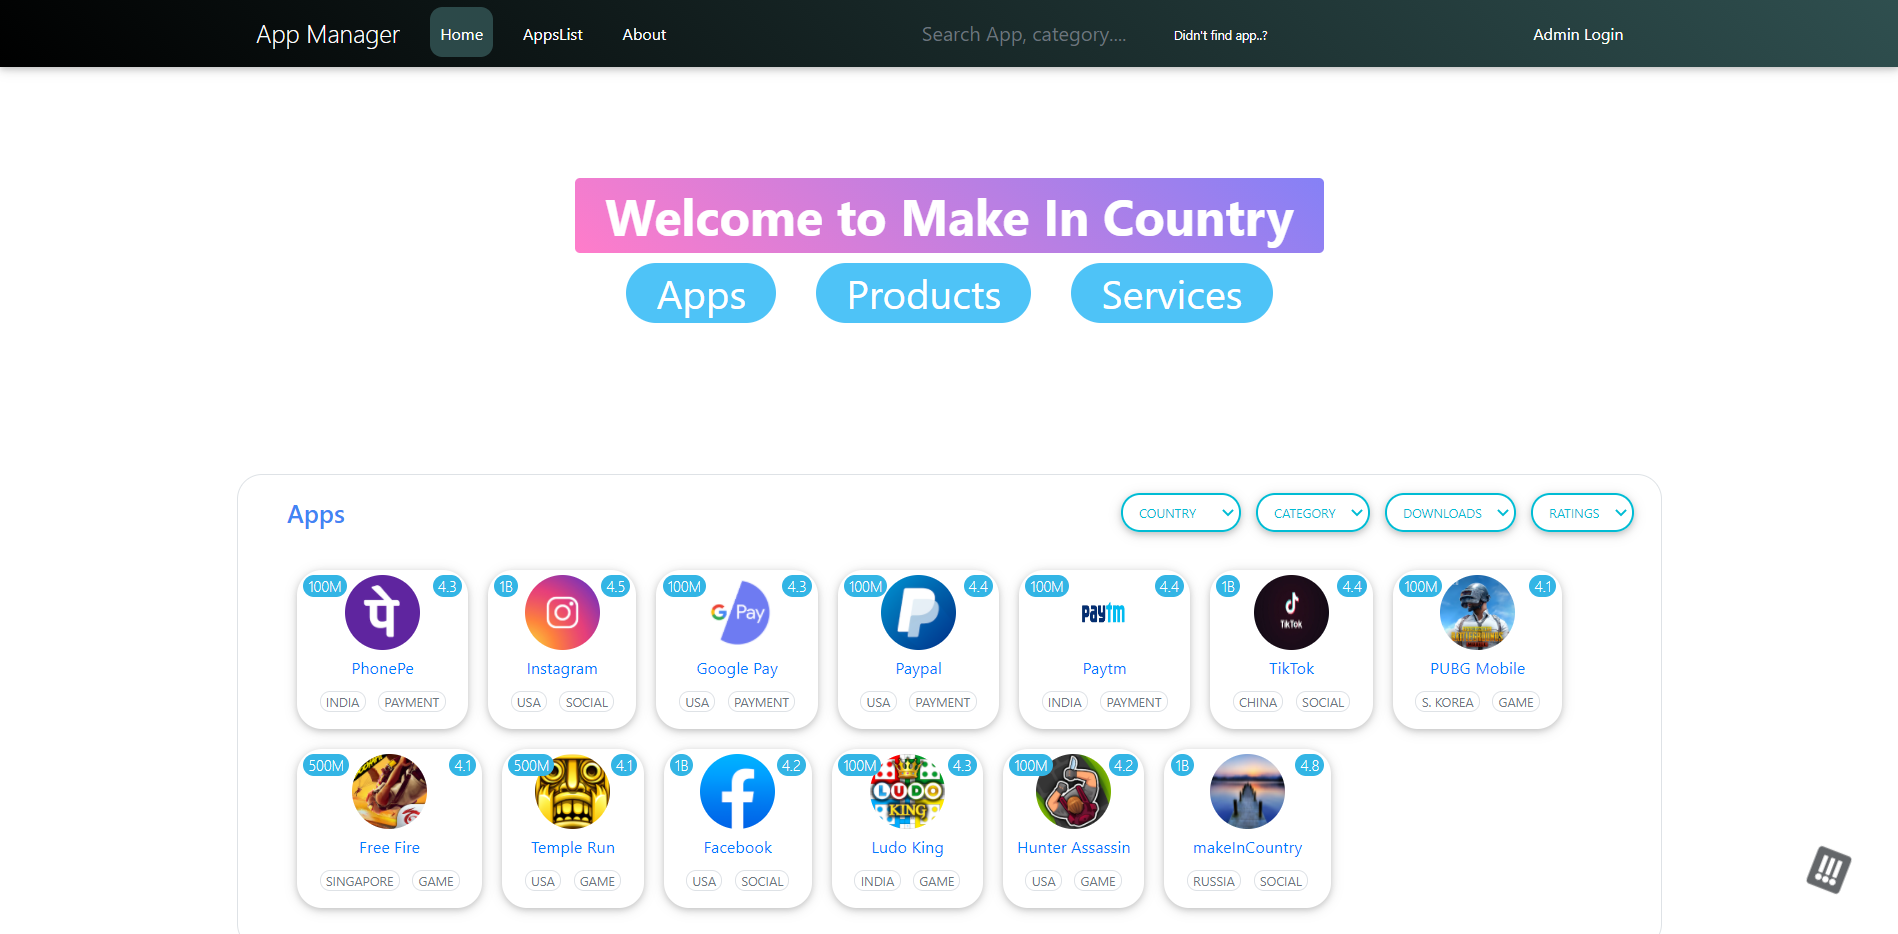 App Manager Home AppsList About Search App, category.... Didn't find app..? Admin Login
Welcome to Make In Country
Apps Products Services
Apps COUNTRY CATEGORY DOWNLOADS RATINGS
100M 4.3 1B 4.5 100M 4.3 100M 4.4 100M 4.4 1B 4.4 100M 4.1
पे G Pay paytm TikTok
PhonePe Instagram Google Pay Paypal Paytm TikTok PUBG Mobile
INDIA PAYMENT USA SOCIAL USA PAYMENT USA PAYMENT INDIA PAYMENT CHINA SOCIAL S. KOREA GAME
500M 4.1 500M 4.1 1B 4.2 100M 4.3 100M 4.2 1B 4.8
LUDO
KING
Free Fire Temple Run Facebook Ludo King Hunter Assassin makeInCountry
SINGAPORE GAME USA GAME USA SOCIAL INDIA GAME USA GAME RUSSIA SOCIAL